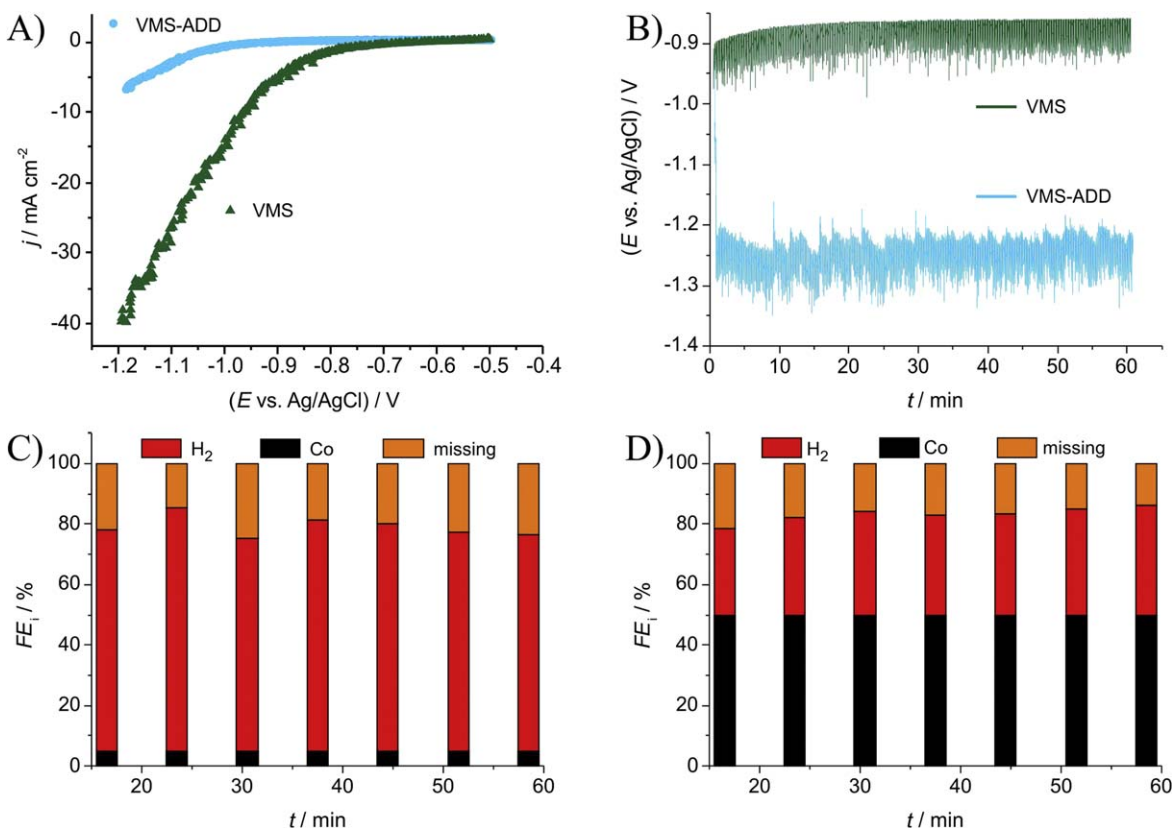 A)
VMS-ADD
VMS
0
-10
-20
-30
-40
j / mA cm-2
-1.2 -1.1 -1.0 -0.9 -0.8 -0.7 -0.6 -0.5 -0.4
(E vs. Ag/AgCl) / V
B)
VMS
VMS-ADD
-0.9
-1.0
-1.1
-1.2
-1.3
-1.4
(E vs. Ag/AgCl) / V
0 10 20 30 40 50 60
t / min
C)
H2 Co missing
100
80
60
40
20
0
FEi / %
20 30 40 50 60
t / min
D)
H2 Co missing
100
80
60
40
20
0
FEi / %
20 30 40 50 60
t / min